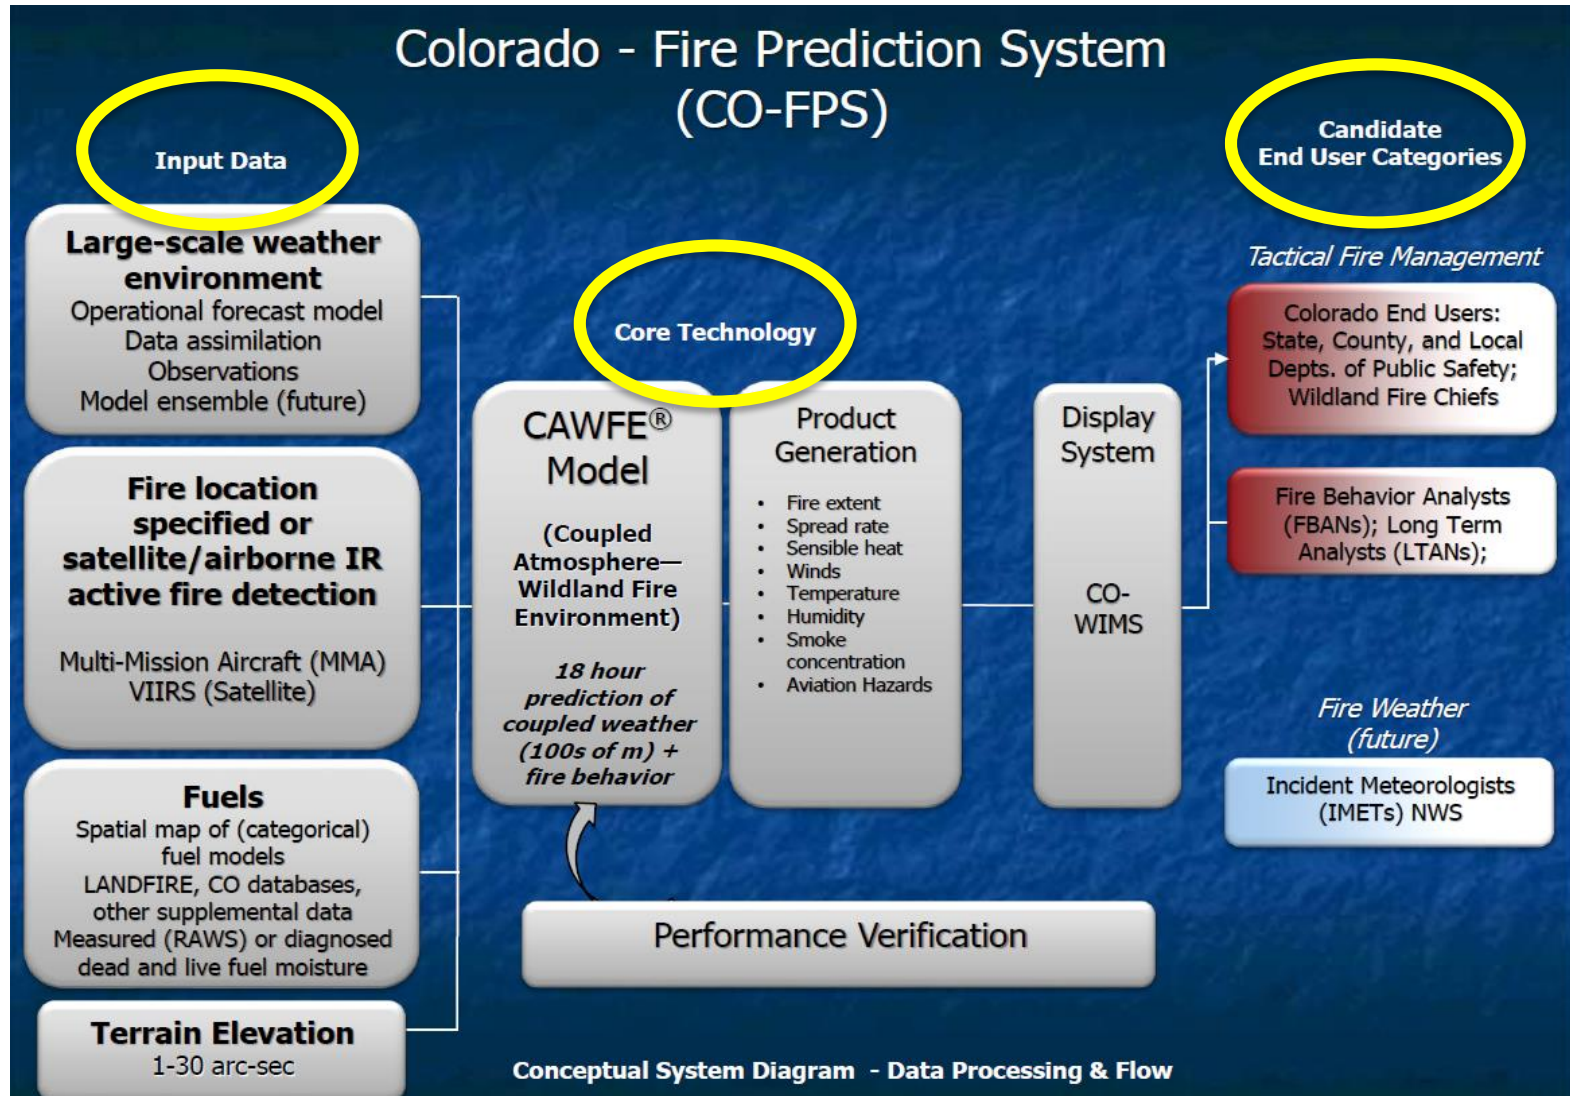 Colorado - Fire Prediction System
(CO-FPS)
Input Data
Large-scale weather
environment
Operational forecast model
Data assimilation
Observations
Model ensemble (future)
Fire location
specified or
satellite/airborne IR
active fire detection
Multi-Mission Aircraft (MMA)
VIIRS (Satellite)
Fuels
Spatial map of (categorical)
fuel models
LANDFIRE, CO databases,
other supplemental data
Measured (RAWS) or diagnosed
dead and live fuel moisture
Terrain Elevation
1-30 arc-sec
Core Technology
CAWFE®
Model
(Coupled
Atmosphere—
Wildland Fire
Environment)
18 hour
prediction of
coupled weather
(100s of m) +
fire behavior
Product
Generation
• Fire extent
• Spread rate
• Sensible heat
• Winds
• Temperature
• Humidity
• Smoke
concentration
• Aviation Hazards
Display
System
CO-
WIMS
Performance Verification
Candidate
End User Categories
Tactical Fire Management
Colorado End Users:
State, County, and Local
Depts. of Public Safety;
Wildland Fire Chiefs
Fire Behavior Analysts
(FBANs); Long Term
Analysts (LTANs);
Fire Weather
(future)
Incident Meteorologists
(IMETs) NWS
Conceptual System Diagram - Data Processing & Flow